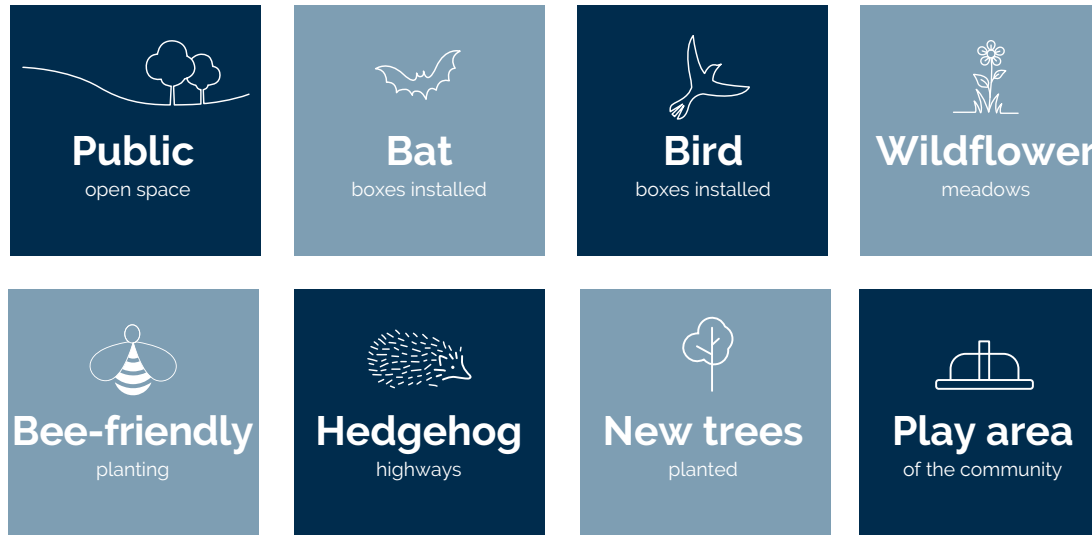 Public
open space
Bat
boxes installed
Bird
boxes installed
Wildflower
meadows
Bee-friendly
planting
Hedgehog
highways
New trees
planted
Play area
of the community